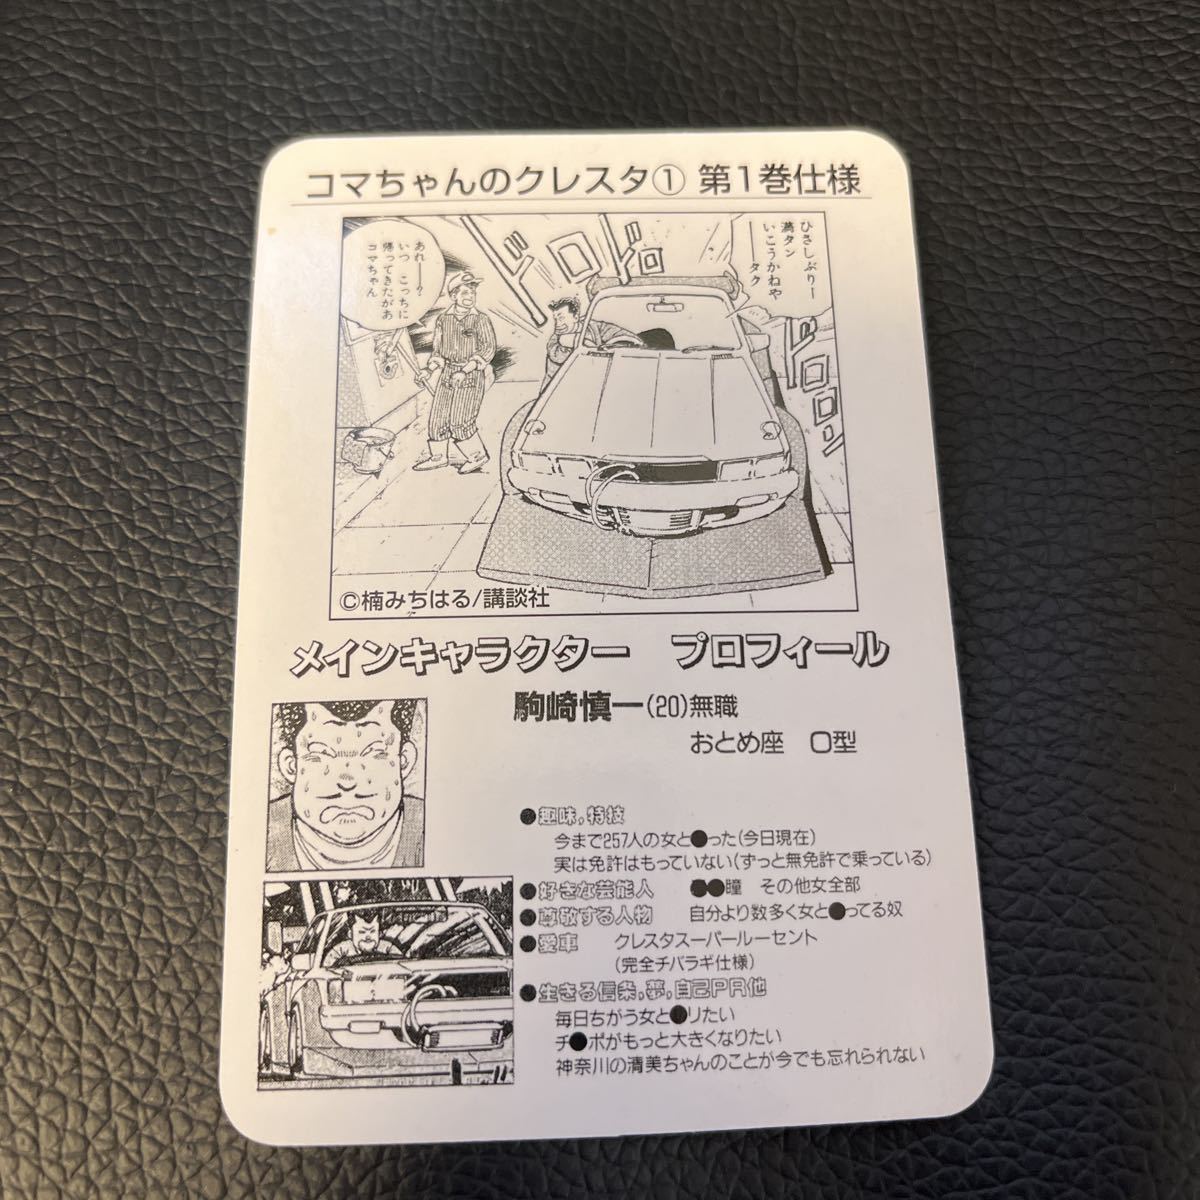 コマちゃんのクレスタ① 第1巻仕様
ひさしぶりー
満タン
いこうかねや
――タク
あれ――？
いつ こっちに
帰ってきたがあ
コマちゃん
ドロロロ
ドドロロロン
©楠みちはる/講談社
メインキャラクター プロフィール
駒崎慎一(20)無職
おとめ座 O型
●趣味,特技
今まで257人の女と●った(今日現在)
実は免許はもっていない(ずっと無免許で乗っている)
●好きな芸能人 ●●瞳 その他女全部
●尊敬する人物 自分より数多く女と●ってる奴
●愛車 クレスタスーパールーセント
(完全チバラギ仕様)
●生きる信条,夢,自己PR他
毎日ちがう女と●リたい
チ●ポがもっと大きくなりたい
神奈川の清美ちゃんのことが今でも忘れられない